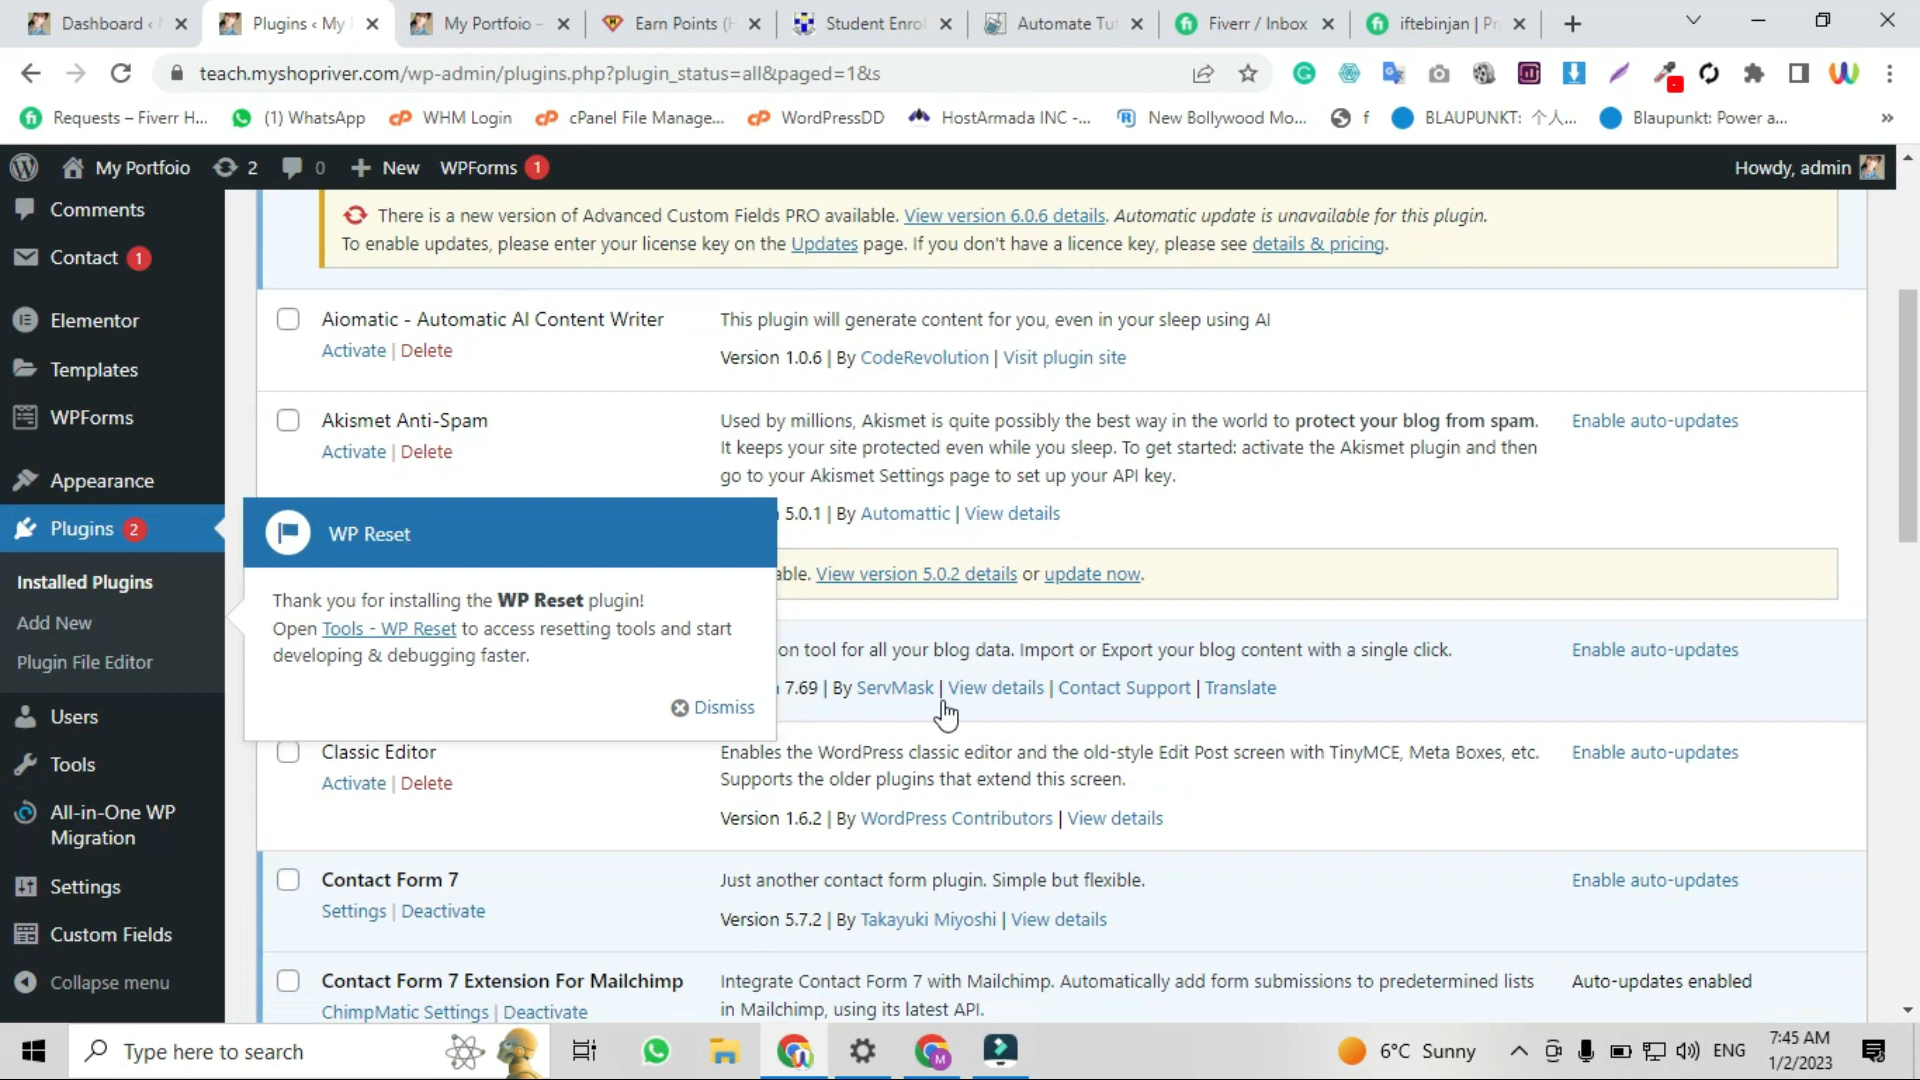 Dashboard ‹
Plugins ‹ My
My Portfoio -
Earn Points (
Student Enrol
Automate Tu
Fiverr / Inbox
iftebinjan | P
teach.myshopriver.com/wp-admin/plugins.php?plugin_status=all&paged=1&s
Requests – Fiverr H...
(1) WhatsApp
WHM Login
cPanel File Manage...
WordPressDD
HostArmada INC -...
New Bollywood Mo...
f
BLAUPUNKT: 个人...
Blaupunkt: Power a...
My Portfoio
2
0
New
WPForms 1
Howdy, admin
Comments
Contact 1
Elementor
Templates
WPForms
Appearance
Plugins 2
Installed Plugins
Add New
Plugin File Editor
Users
Tools
All-in-One WP
Migration
Settings
Custom Fields
Collapse menu
There is a new version of Advanced Custom Fields PRO available. View version 6.0.6 details. Automatic update is unavailable for this plugin.
To enable updates, please enter your license key on the Updates page. If you don't have a licence key, please see details & pricing.
Aiomatic - Automatic AI Content Writer
Activate | Delete
This plugin will generate content for you, even in your sleep using AI
Version 1.0.6 | By CodeRevolution | Visit plugin site
Akismet Anti-Spam
Activate | Delete
Used by millions, Akismet is quite possibly the best way in the world to protect your blog from spam.
It keeps your site protected even while you sleep. To get started: activate the Akismet plugin and then
go to your Akismet Settings page to set up your API key.
5.0.1 | By Automattic | View details
Enable auto-updates
able. View version 5.0.2 details or update now.
WP Reset
Thank you for installing the WP Reset plugin!
Open Tools - WP Reset to access resetting tools and start
developing & debugging faster.
Dismiss
on tool for all your blog data. Import or Export your blog content with a single click.
7.69 | By ServMask | View details | Contact Support | Translate
Enable auto-updates
Classic Editor
Activate | Delete
Enables the WordPress classic editor and the old-style Edit Post screen with TinyMCE, Meta Boxes, etc.
Supports the older plugins that extend this screen.
Version 1.6.2 | By WordPress Contributors | View details
Enable auto-updates
Contact Form 7
Settings | Deactivate
Just another contact form plugin. Simple but flexible.
Version 5.7.2 | By Takayuki Miyoshi | View details
Enable auto-updates
Contact Form 7 Extension For Mailchimp
ChimpMatic Settings | Deactivate
Integrate Contact Form 7 with Mailchimp. Automatically add form submissions to predetermined lists
in Mailchimp, using its latest API.
Auto-updates enabled
Type here to search
6°C Sunny
ENG
7:45 AM
1/2/2023